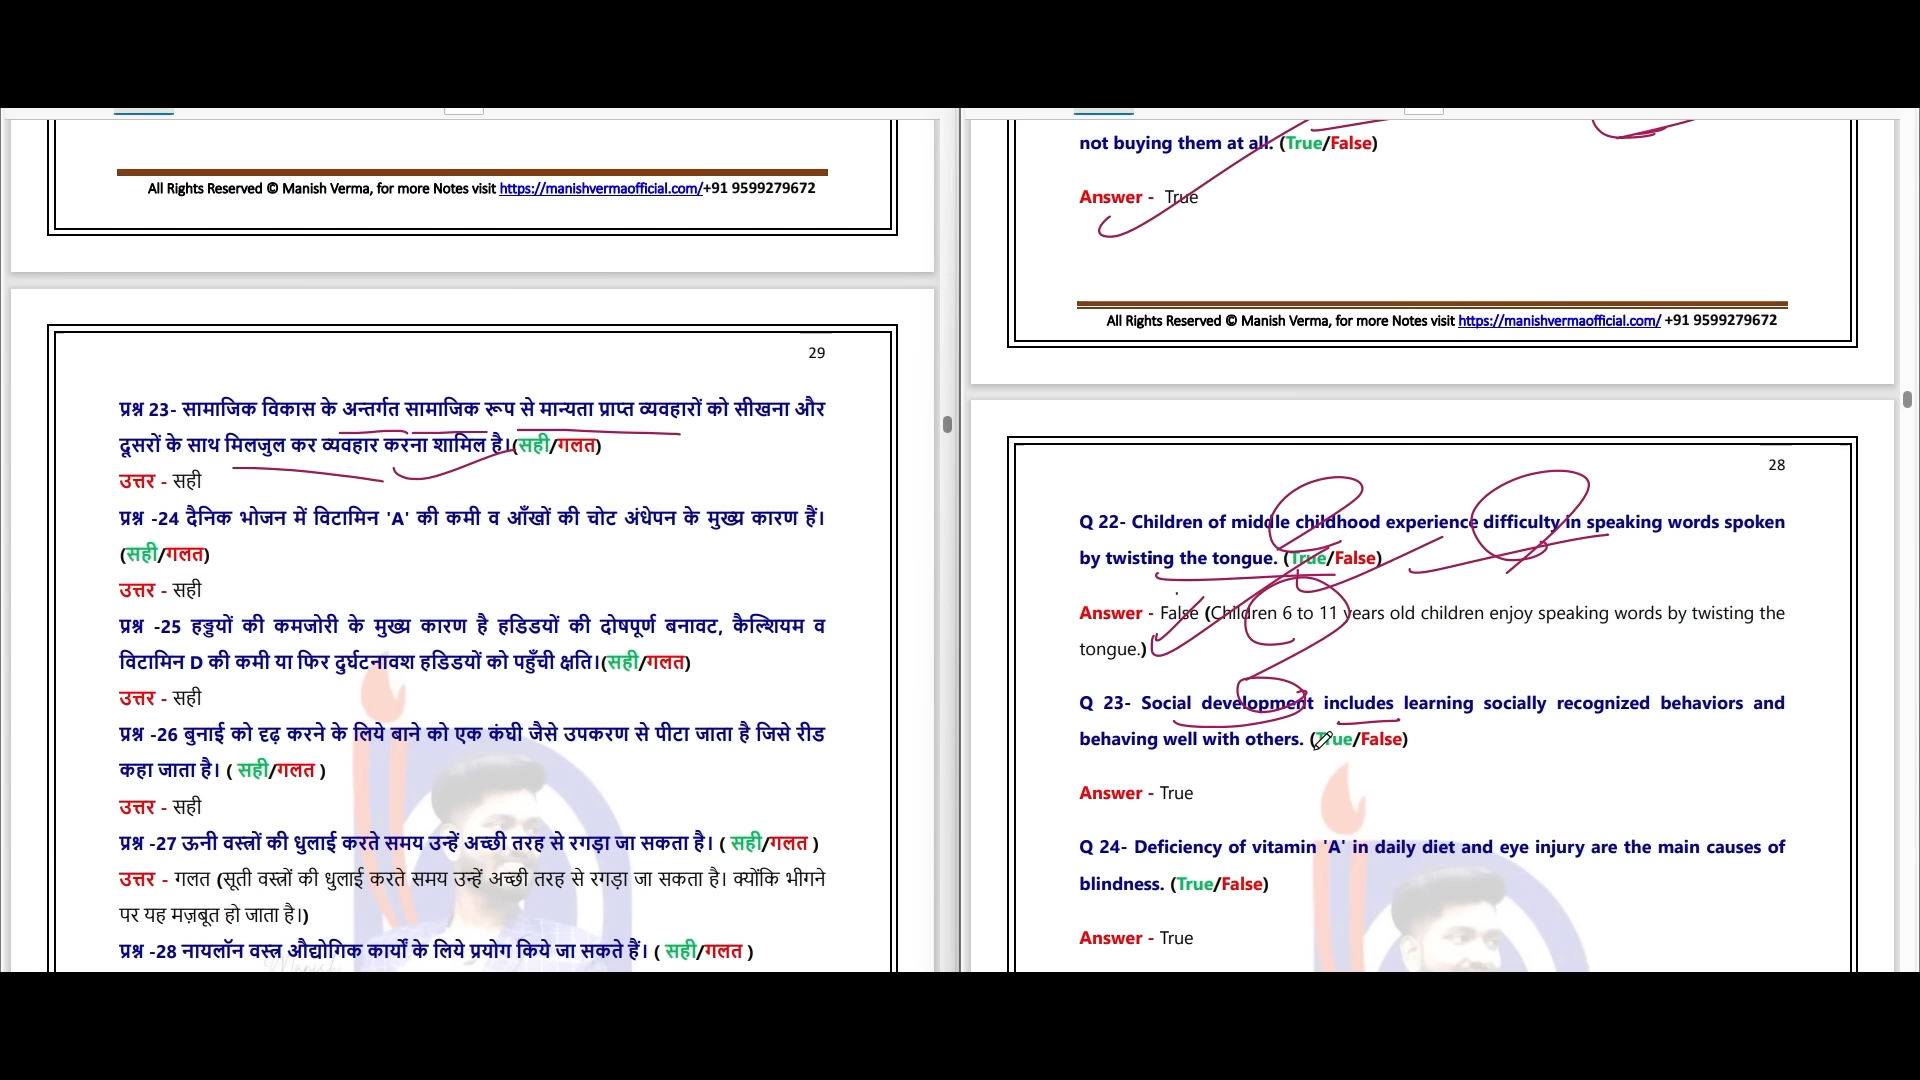 All Rights Reserved © Manish Verma, for more Notes visit https://manishvermaofficial.com/+91 9599279672
29
प्रश्न 23- सामाजिक विकास के अन्तर्गत सामाजिक रूप से मान्यता प्राप्त व्यवहारों को सीखना और
दूसरों के साथ मिलजुल कर व्यवहार करना शामिल है।(सही/गलत)
उत्तर - सही
प्रश्न -24 दैनिक भोजन में विटामिन 'A' की कमी व आँखों की चोट अंधेपन के मुख्य कारण हैं।
(सही/गलत)
उत्तर - सही
प्रश्न -25 हड्डयों की कमजोरी के मुख्य कारण है हडिडयों की दोषपूर्ण बनावट, कैल्शियम व
विटामिन D की कमी या फिर दुर्घटनावश हडिडयों को पहुँची क्षति।(सही/गलत)
उत्तर - सही
प्रश्न -26 बुनाई को दृढ़ करने के लिये बाने को एक कंघी जैसे उपकरण से पीटा जाता है जिसे रीड
कहा जाता है। ( सही/गलत )
उत्तर - सही
प्रश्न -27 ऊनी वस्त्रों की धुलाई करते समय उन्हें अच्छी तरह से रगड़ा जा सकता है। ( सही/गलत )
उत्तर - गलत (सूती वस्त्रों की धुलाई करते समय उन्हें अच्छी तरह से रगड़ा जा सकता है। क्योंकि भीगने
पर यह मज़बूत हो जाता है।)
प्रश्न -28 नायलॉन वस्त्र औद्योगिक कार्यों के लिये प्रयोग किये जा सकते हैं। ( सही/गलत )
not buying them at all. (True/False)
Answer - True
All Rights Reserved © Manish Verma, for more Notes visit https://manishvermaofficial.com/ +91 9599279672
28
Q 22- Children of middle childhood experience difficulty in speaking words spoken
by twisting the tongue. (True/False)
Answer - False (Children 6 to 11 years old children enjoy speaking words by twisting the
tongue.)
Q 23- Social development includes learning socially recognized behaviors and
behaving well with others. (True/False)
Answer - True
Q 24- Deficiency of vitamin 'A' in daily diet and eye injury are the main causes of
blindness. (True/False)
Answer - True